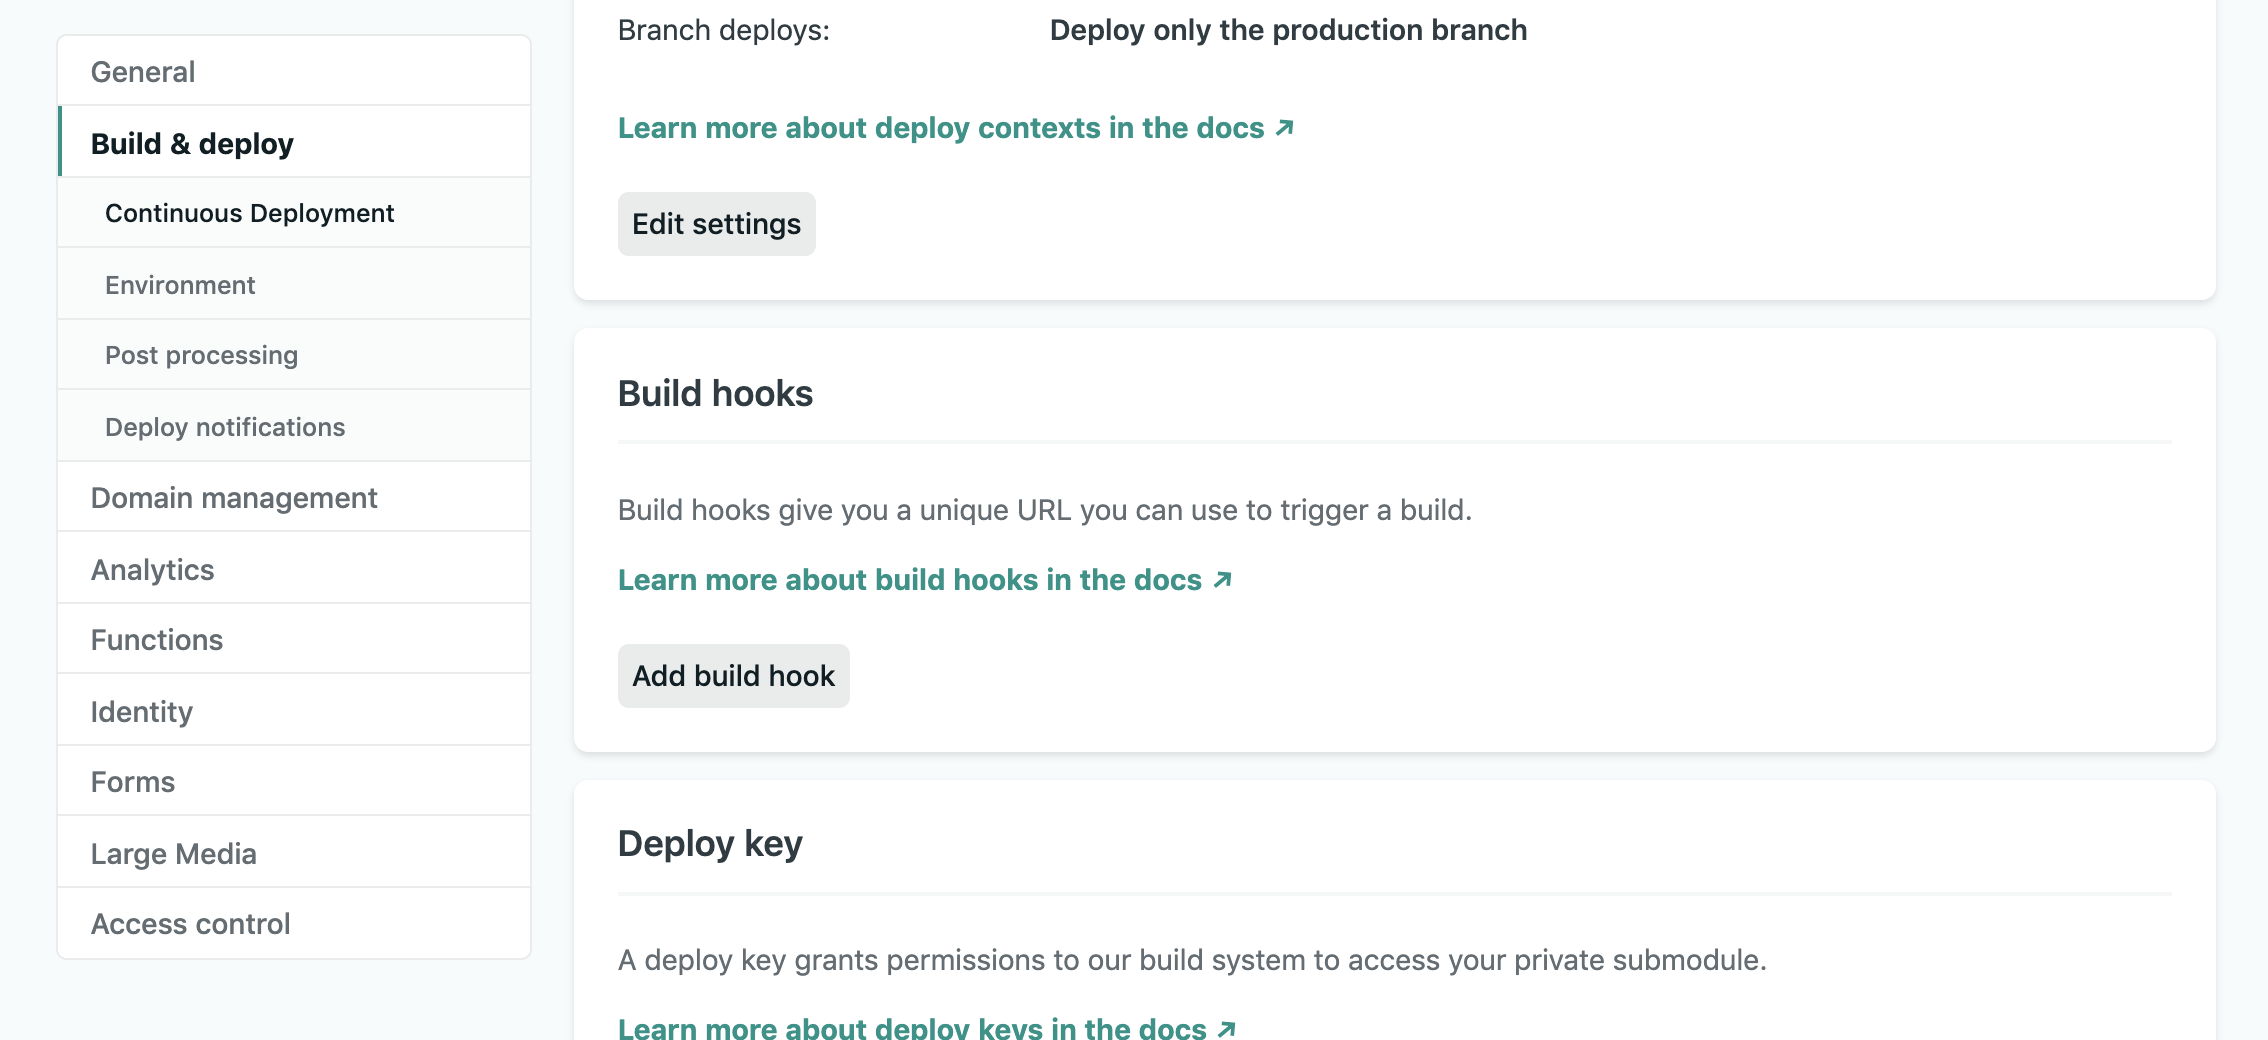 General
Build & deploy
Continuous Deployment
Environment
Post processing
Deploy notifications
Domain management
Analytics
Functions
Identity
Forms
Large Media
Access control
Branch deploys: Deploy only the production branch
Learn more about deploy contexts in the docs ↗
Edit settings
Build hooks
Build hooks give you a unique URL you can use to trigger a build.
Learn more about build hooks in the docs ↗
Add build hook
Deploy key
A deploy key grants permissions to our build system to access your private submodule.
Learn more about deploy keys in the docs ↗